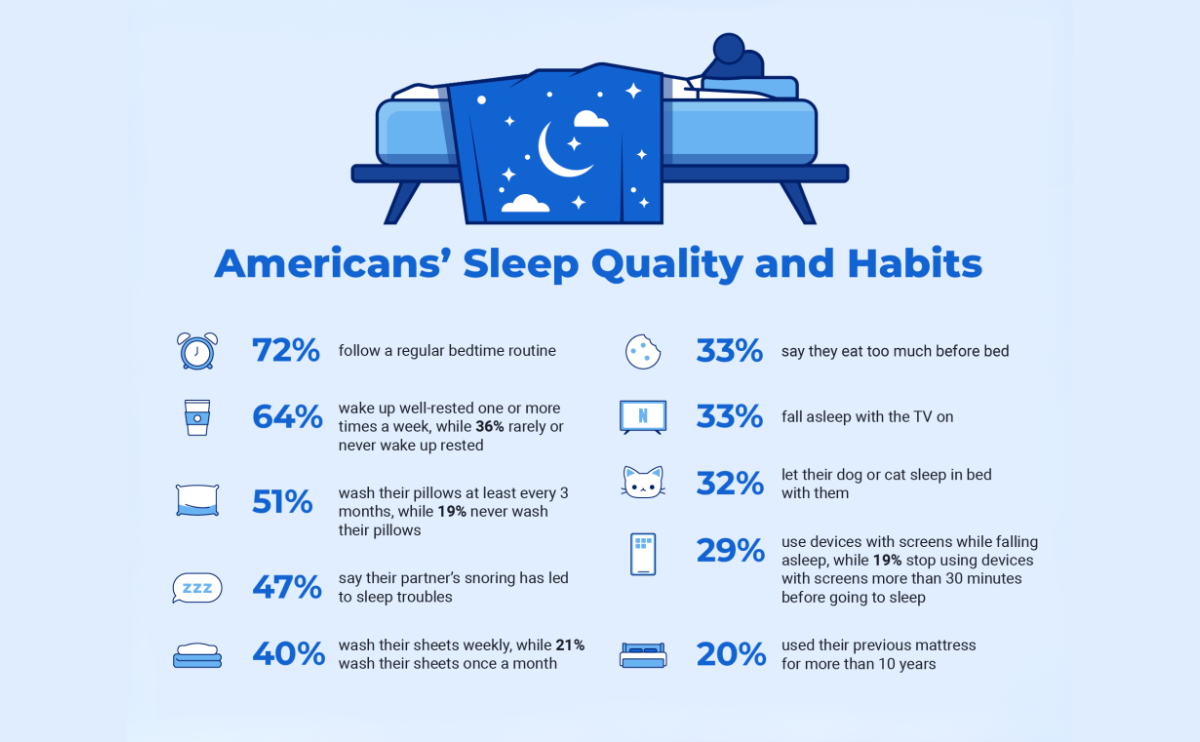 Americans’ Sleep Quality and Habits
72% follow a regular bedtime routine
64% wake up well-rested one or more
times a week, while 36% rarely or
never wake up rested
51% wash their pillows at least every 3
months, while 19% never wash
their pillows
zzz
47% say their partner’s snoring has led
to sleep troubles
40% wash their sheets weekly, while 21%
wash their sheets once a month
33% say they eat too much before bed
N
33% fall asleep with the TV on
32% let their dog or cat sleep in bed
with them
29% use devices with screens while falling
asleep, while 19% stop using devices
with screens more than 30 minutes
before going to sleep
20% used their previous mattress
for more than 10 years